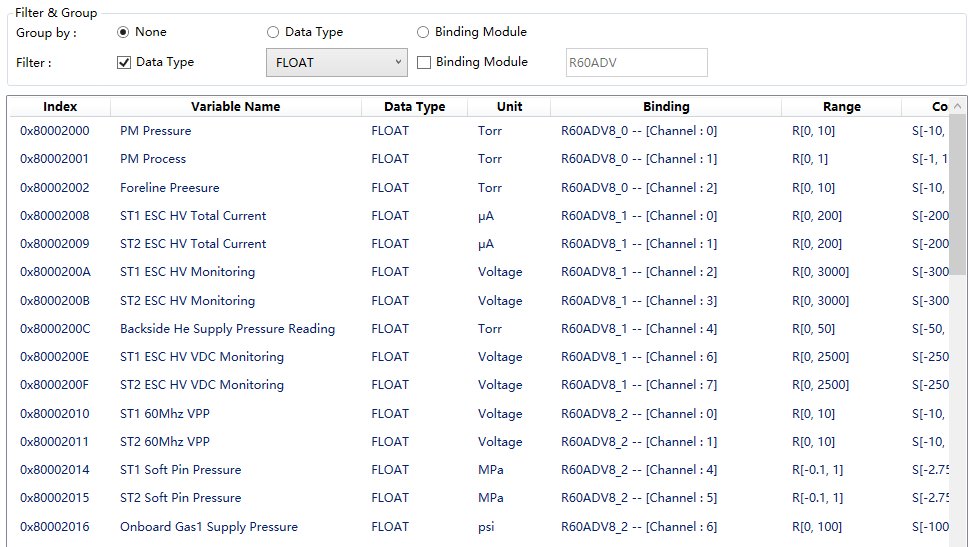 Filter & Group
Group by : None Data Type Binding Module
Filter : Data Type FLOAT Binding Module R60ADV
Index Variable Name Data Type Unit Binding Range Co
0x80002000 PM Pressure FLOAT Torr R60ADV8_0 -- [Channel : 0] R[0, 10] S[-10,
0x80002001 PM Process FLOAT Torr R60ADV8_0 -- [Channel : 1] R[0, 1] S[-1, 1
0x80002002 Foreline Preesure FLOAT Torr R60ADV8_0 -- [Channel : 2] R[0, 10] S[-10,
0x80002008 ST1 ESC HV Total Current FLOAT µA R60ADV8_1 -- [Channel : 0] R[0, 200] S[-200
0x80002009 ST2 ESC HV Total Current FLOAT µA R60ADV8_1 -- [Channel : 1] R[0, 200] S[-200
0x8000200A ST1 ESC HV Monitoring FLOAT Voltage R60ADV8_1 -- [Channel : 2] R[0, 3000] S[-300
0x8000200B ST2 ESC HV Monitoring FLOAT Voltage R60ADV8_1 -- [Channel : 3] R[0, 3000] S[-300
0x8000200C Backside He Supply Pressure Reading FLOAT Torr R60ADV8_1 -- [Channel : 4] R[0, 50] S[-50,
0x8000200E ST1 ESC HV VDC Monitoring FLOAT Voltage R60ADV8_1 -- [Channel : 6] R[0, 2500] S[-250
0x8000200F ST2 ESC HV VDC Monitoring FLOAT Voltage R60ADV8_1 -- [Channel : 7] R[0, 2500] S[-250
0x80002010 ST1 60Mhz VPP FLOAT Voltage R60ADV8_2 -- [Channel : 0] R[0, 10] S[-10,
0x80002011 ST2 60Mhz VPP FLOAT Voltage R60ADV8_2 -- [Channel : 1] R[0, 10] S[-10,
0x80002014 ST1 Soft Pin Pressure FLOAT MPa R60ADV8_2 -- [Channel : 4] R[-0.1, 1] S[-2.75
0x80002015 ST2 Soft Pin Pressure FLOAT MPa R60ADV8_2 -- [Channel : 5] R[-0.1, 1] S[-2.75
0x80002016 Onboard Gas1 Supply Pressure FLOAT psi R60ADV8_2 -- [Channel : 6] R[0, 100] S[-100